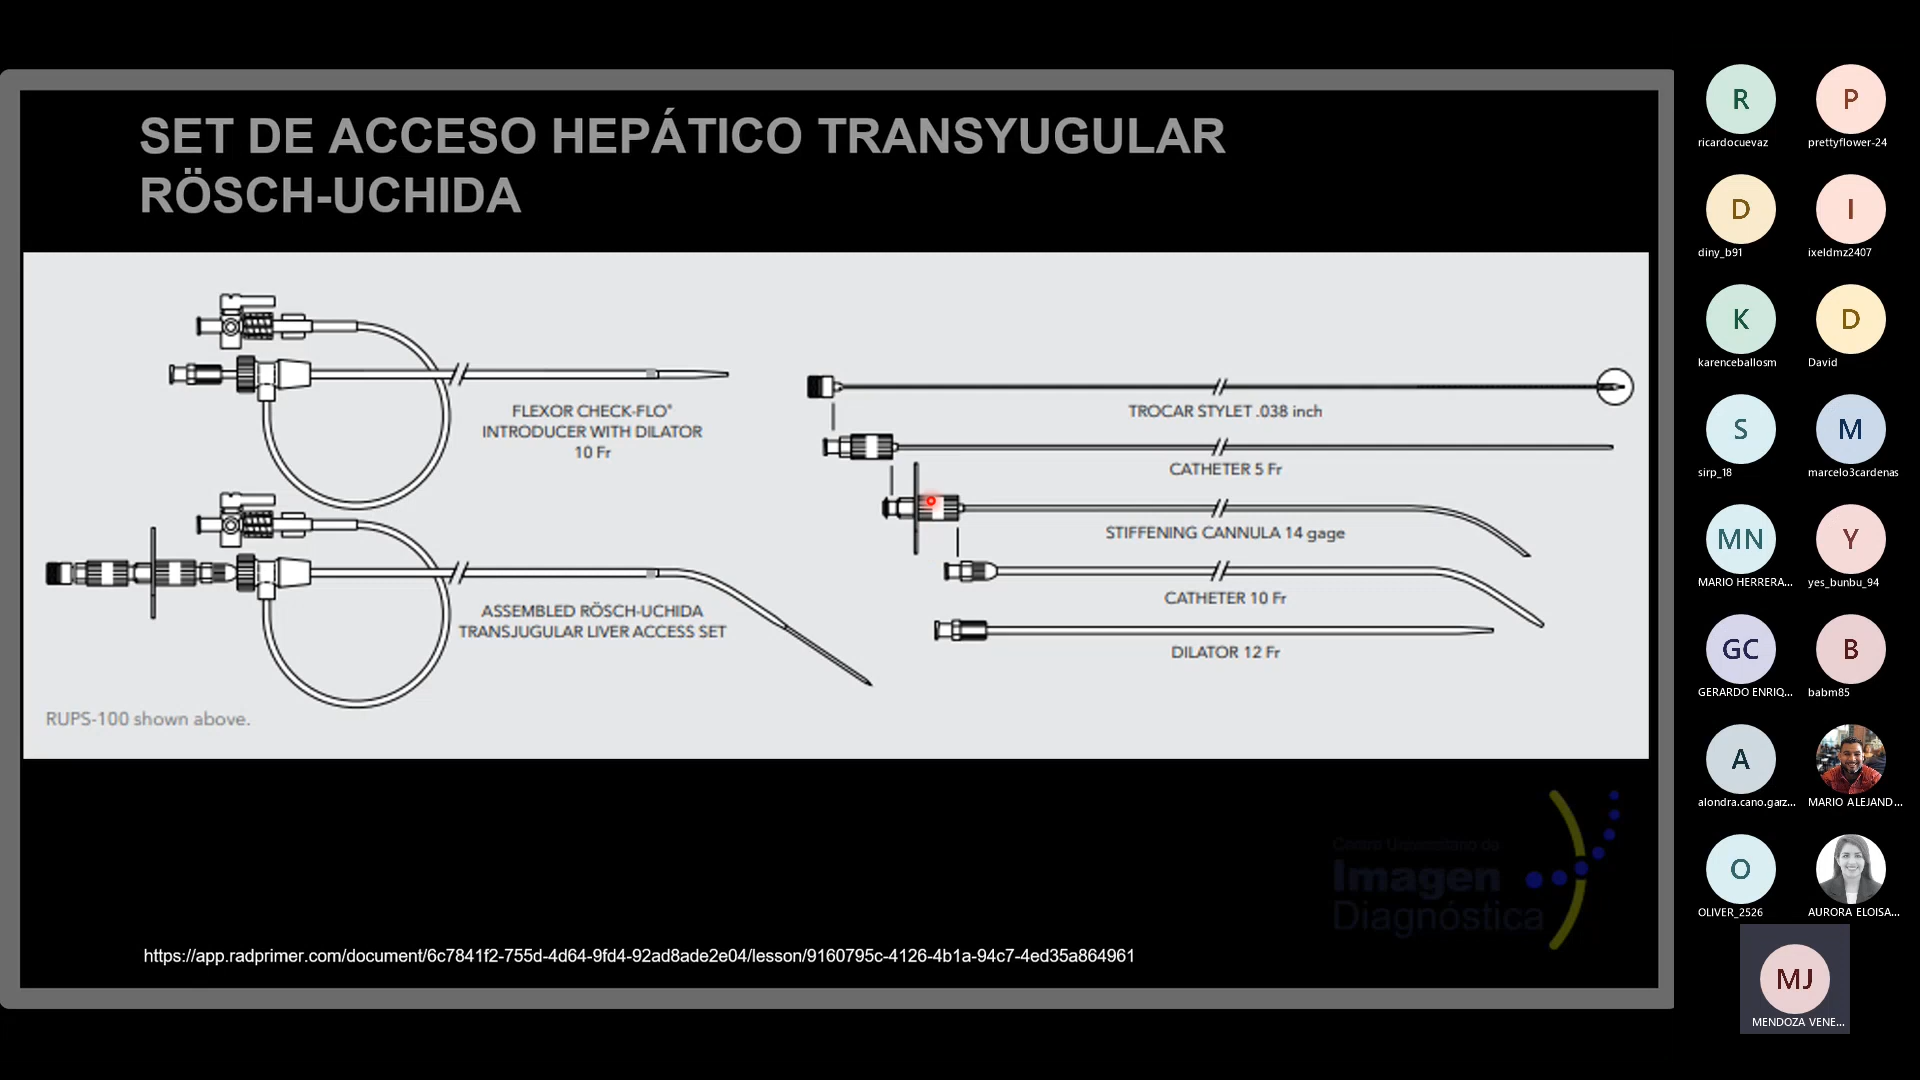 SET DE ACCESO HEPÁTICO TRANSYUGULAR
RÖSCH-UCHIDA
FLEXOR CHECK-FLO®
INTRODUCER WITH DILATOR
10 Fr
ASSEMBLED RÖSCH-UCHIDA
TRANSJUGULAR LIVER ACCESS SET
RUPS-100 shown above.
TROCAR STYLET .038 inch
CATHETER 5 Fr
STIFFENING CANNULA 14 gage
CATHETER 10 Fr
DILATOR 12 Fr
Centro Universitario de
Imagen
Diagnóstica
https://app.radprimer.com/document/6c7841f2-755d-4d64-9fd4-92ad8ade2e04/lesson/9160795c-4126-4b1a-94c7-4ed35a864961
R
ricardocuevaz
P
prettyflower-24
D
diny_b91
I
ixeldmz2407
K
karenceballosm
D
David
S
sirp_18
M
marcelo3cardenas
MN
MARIO HERRERA...
Y
yes_bunbu_94
GC
GERARDO ENRIQ...
B
babm85
A
alondra.cano.garz...
MARIO ALEJAND...
O
OLIVER_2526
AURORA ELOISA...
MJ
MENDOZA VENE...